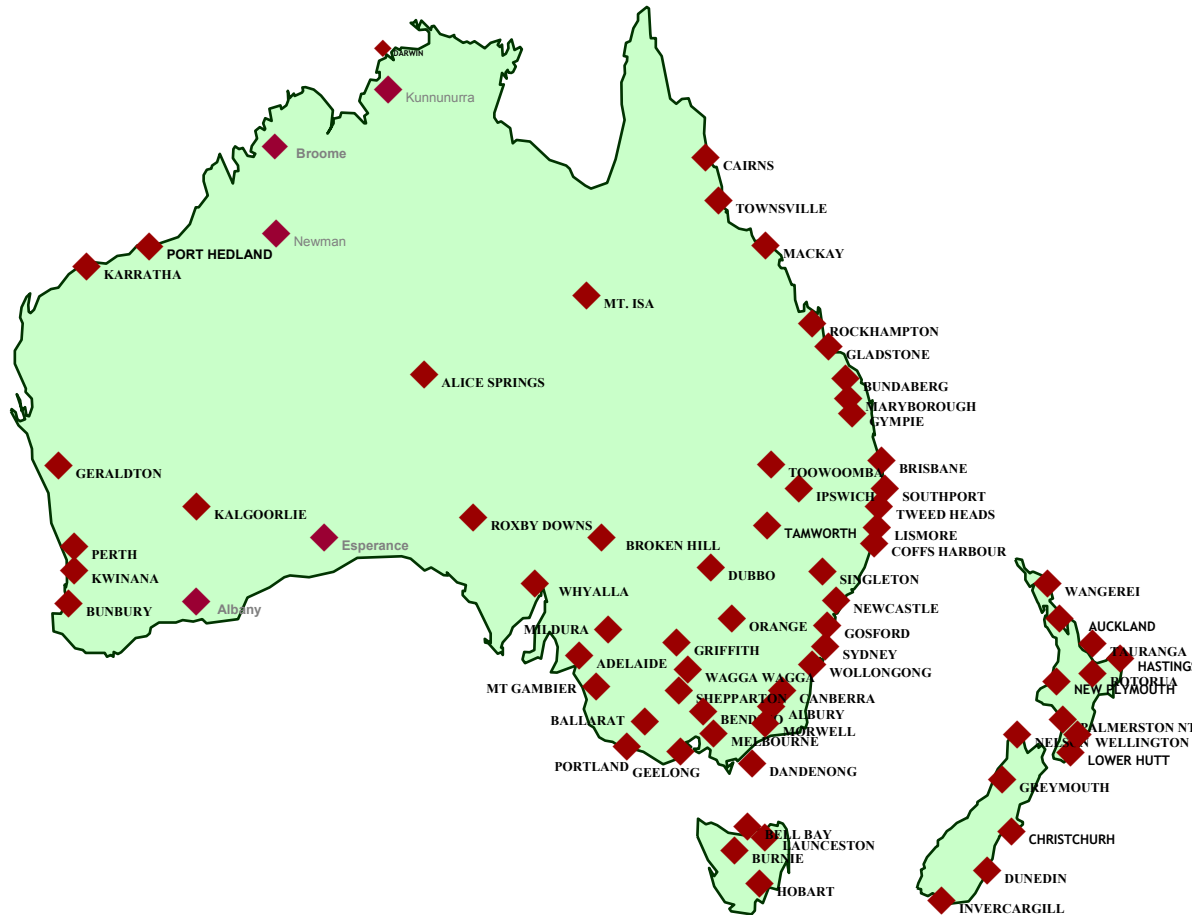 DARWIN
Kunnunurra
Broome
CAIRNS
TOWNSVILLE
Newman
PORT HEDLAND
MACKAY
KARRATHA
MT. ISA
ROCKHAMPTON
GLADSTONE
ALICE SPRINGS
BUNDABERG
MARYBOROUGH
GYMPIE
GERALDTON
TOOWOOMBA
BRISBANE
IPSWICH
SOUTHPORT
KALGOORLIE
TWEED HEADS
ROXBY DOWNS
TAMWORTH
LISMORE
Esperance
BROKEN HILL
COFFS HARBOUR
PERTH
KWINANA
DUBBO
SINGLETON
WHYALLA
WANGEREI
BUNBURY
Albany
NEWCASTLE
MILDURA
ORANGE
GOSFORD
AUCKLAND
GRIFFITH
SYDNEY
TAURANGA
ADELAIDE
WAGGA WAGGA
WOLLONGONG
HASTINGS
ROTORUA
MT GAMBIER
SHEPPARTON
CANBERRA
NEW PLYMOUTH
BALLARAT
BENDIGO
ALBURY
MORWELL
PALMERSTON NT
MELBOURNE
NELSON
WELLINGTON
PORTLAND
GEELONG
DANDENONG
LOWER HUTT
GREYMOUTH
BELL BAY
LAUNCESTON
CHRISTCHURH
BURNIE
HOBART
DUNEDIN
INVERCARGILL